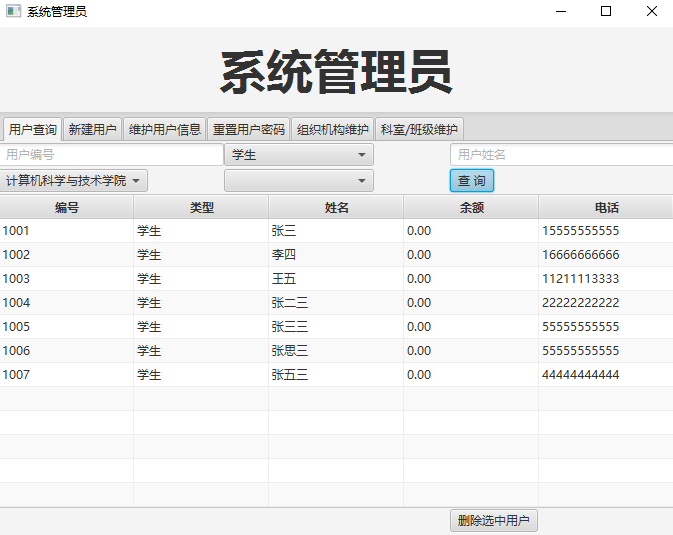 系统管理员
系统管理员
用户查询 新建用户 维护用户信息 重置用户密码 组织机构维护 科室/班级维护
用户编号 学生 用户姓名
计算机科学与技术学院 查 询
编号 类型 姓名 余额 电话
1001 学生 张三 0.00 15555555555
1002 学生 李四 0.00 16666666666
1003 学生 王五 0.00 11211113333
1004 学生 张二三 0.00 22222222222
1005 学生 张三三 0.00 55555555555
1006 学生 张思三 0.00 55555555555
1007 学生 张五三 0.00 44444444444
删除选中用户